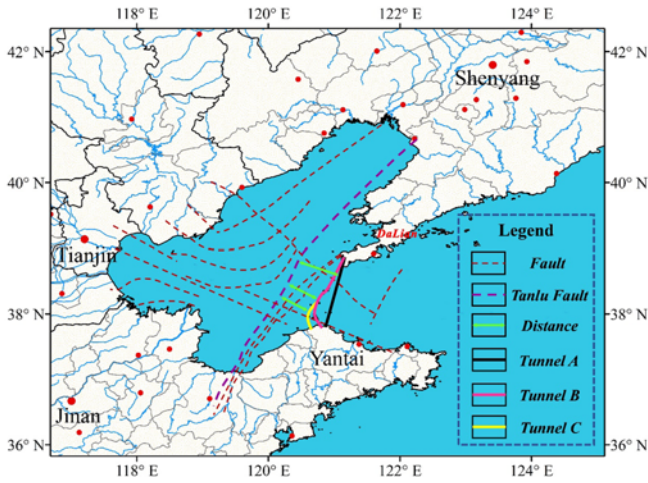 118° E 120° E 122° E 124° E
42° N 42° N
Shenyang
40° N 40° N
DaLian
Tianjin
Legend
Fault
38° N 38° N
Tanlu Fault
Distance
Yantai
Tunnel A
Tunnel B
Jinan
Tunnel C
36° N 36° N
118° E 120° E 122° E 124° E